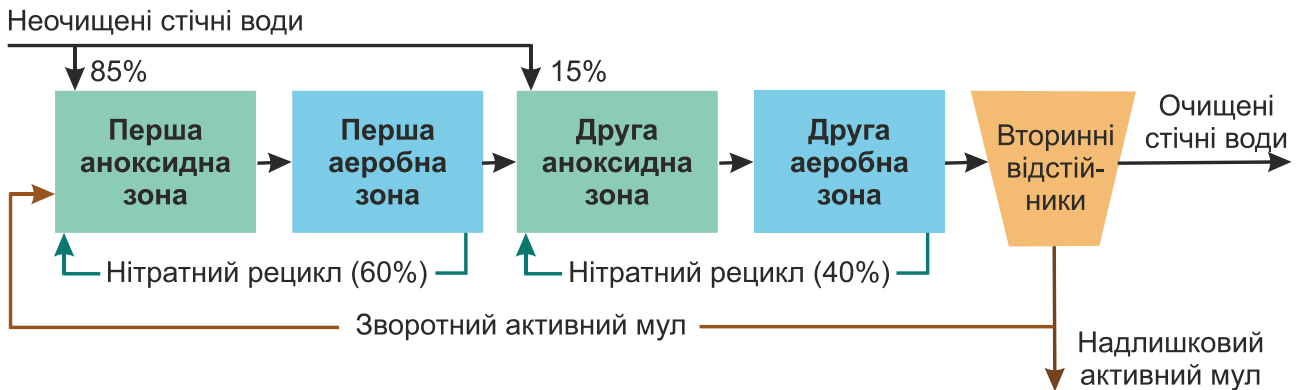 Неочищені стічні води
85%
15%
Перша
аноксидна
зона
Перша
аеробна
зона
Друга
аноксидна
зона
Друга
аеробна
зона
Вторинні
відстій-
ники
Очищені
стічні води
Нітратний рецикл (60%)
Нітратний рецикл (40%)
Зворотний активний мул
Надлишковий
активний мул